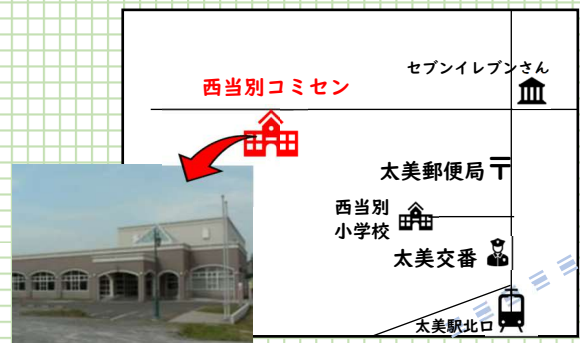 セブンイレブンさん
西当別コミセン
太美郵便局〒
西当別
小学校
太美交番
太美駅北口